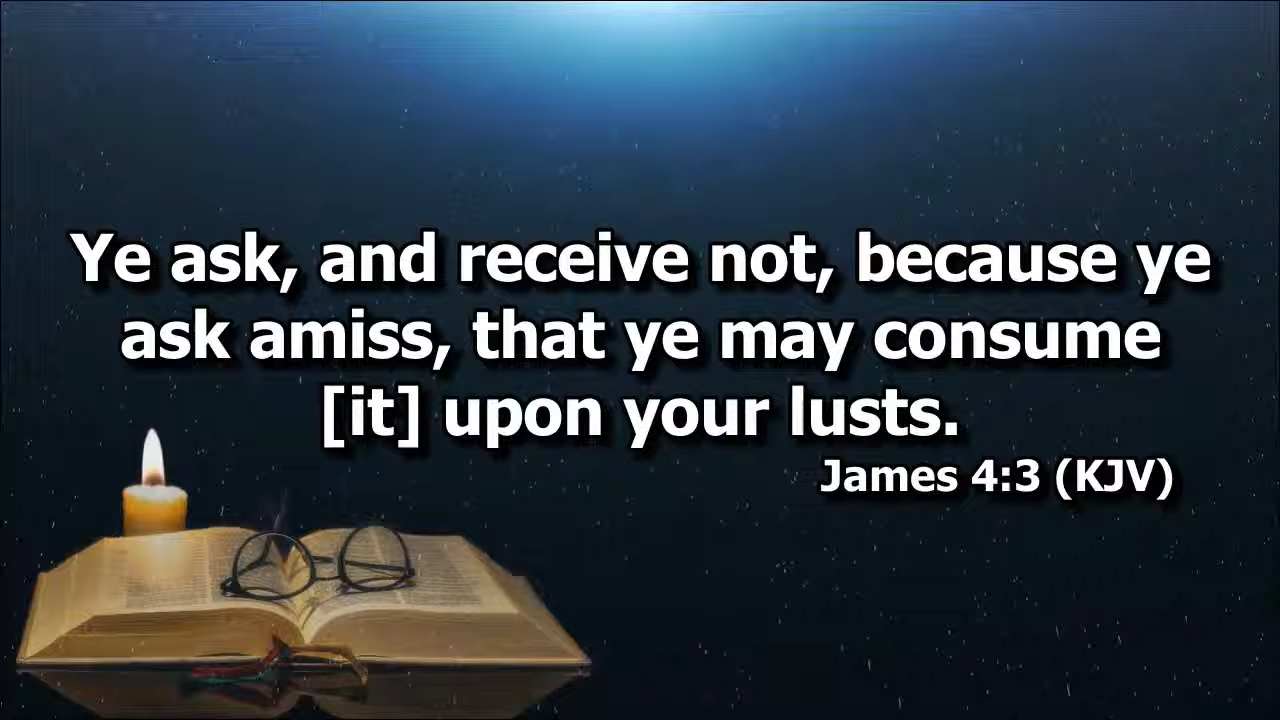 Ye ask, and receive not, because ye
ask amiss, that ye may consume
[it] upon your lusts.
James 4:3 (KJV)